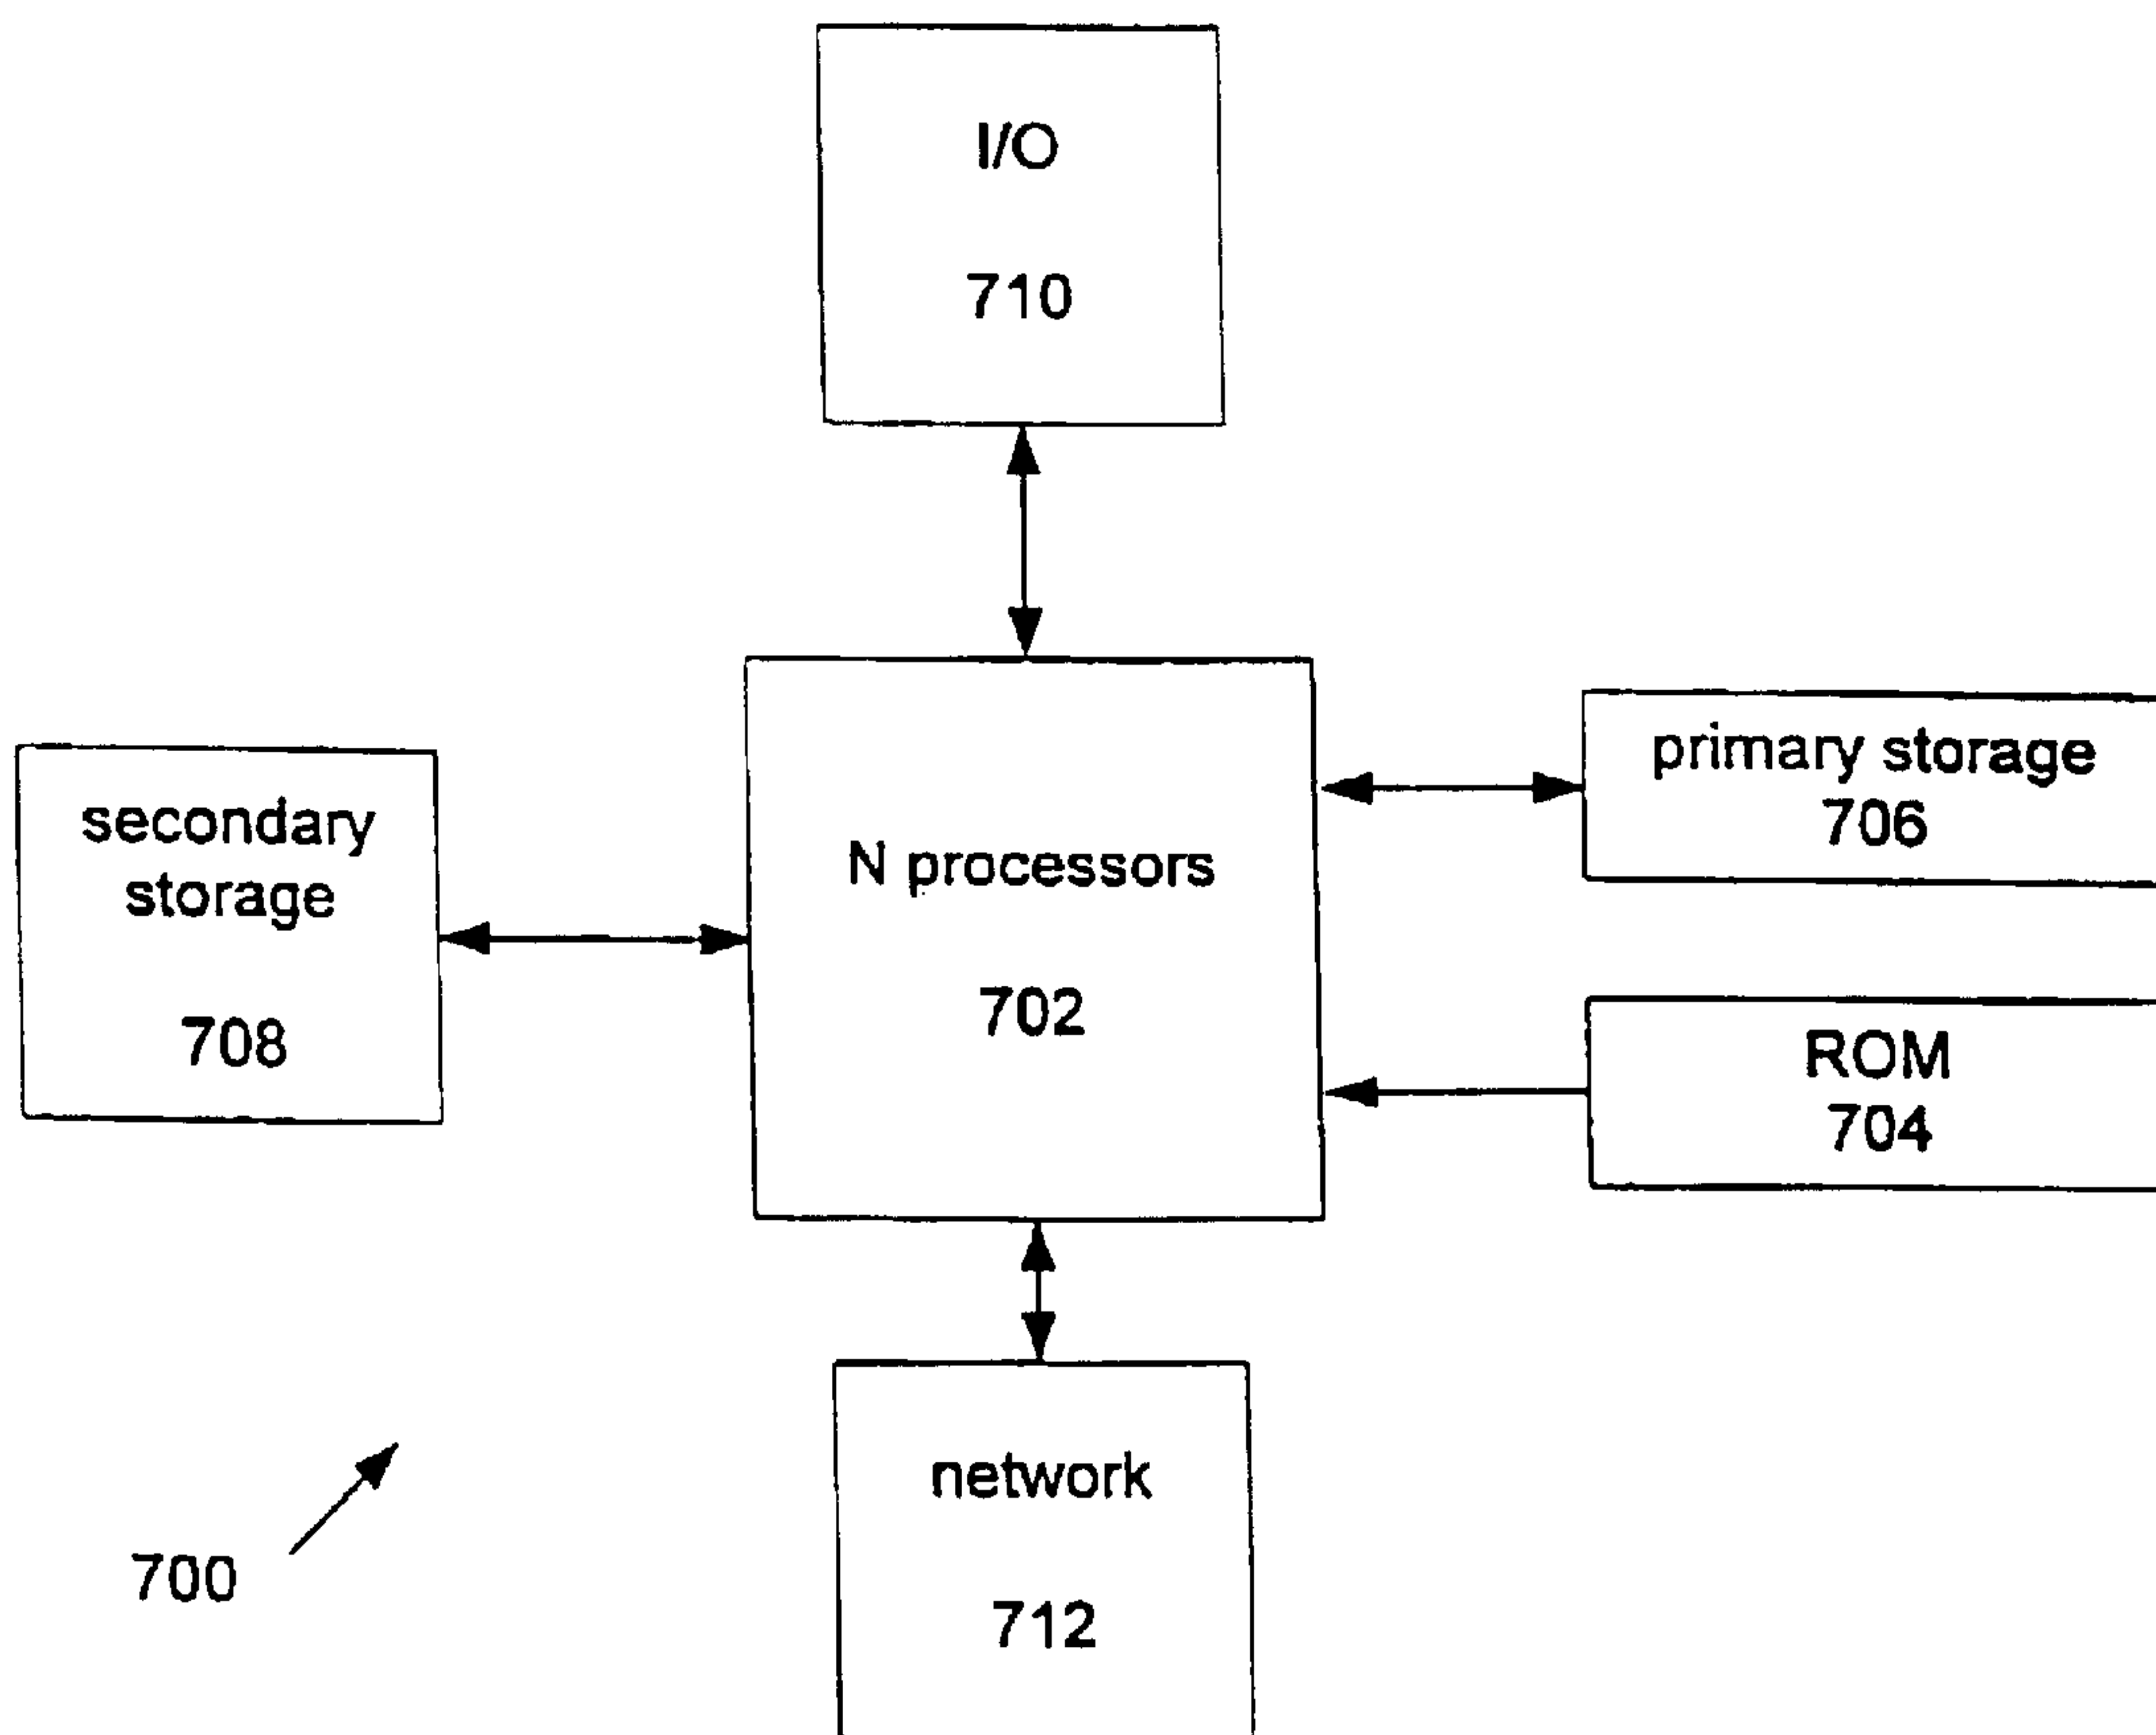 I/O
710
primary storage
706
secondary
storage
708
N processors
702
ROM
704
network
712
700